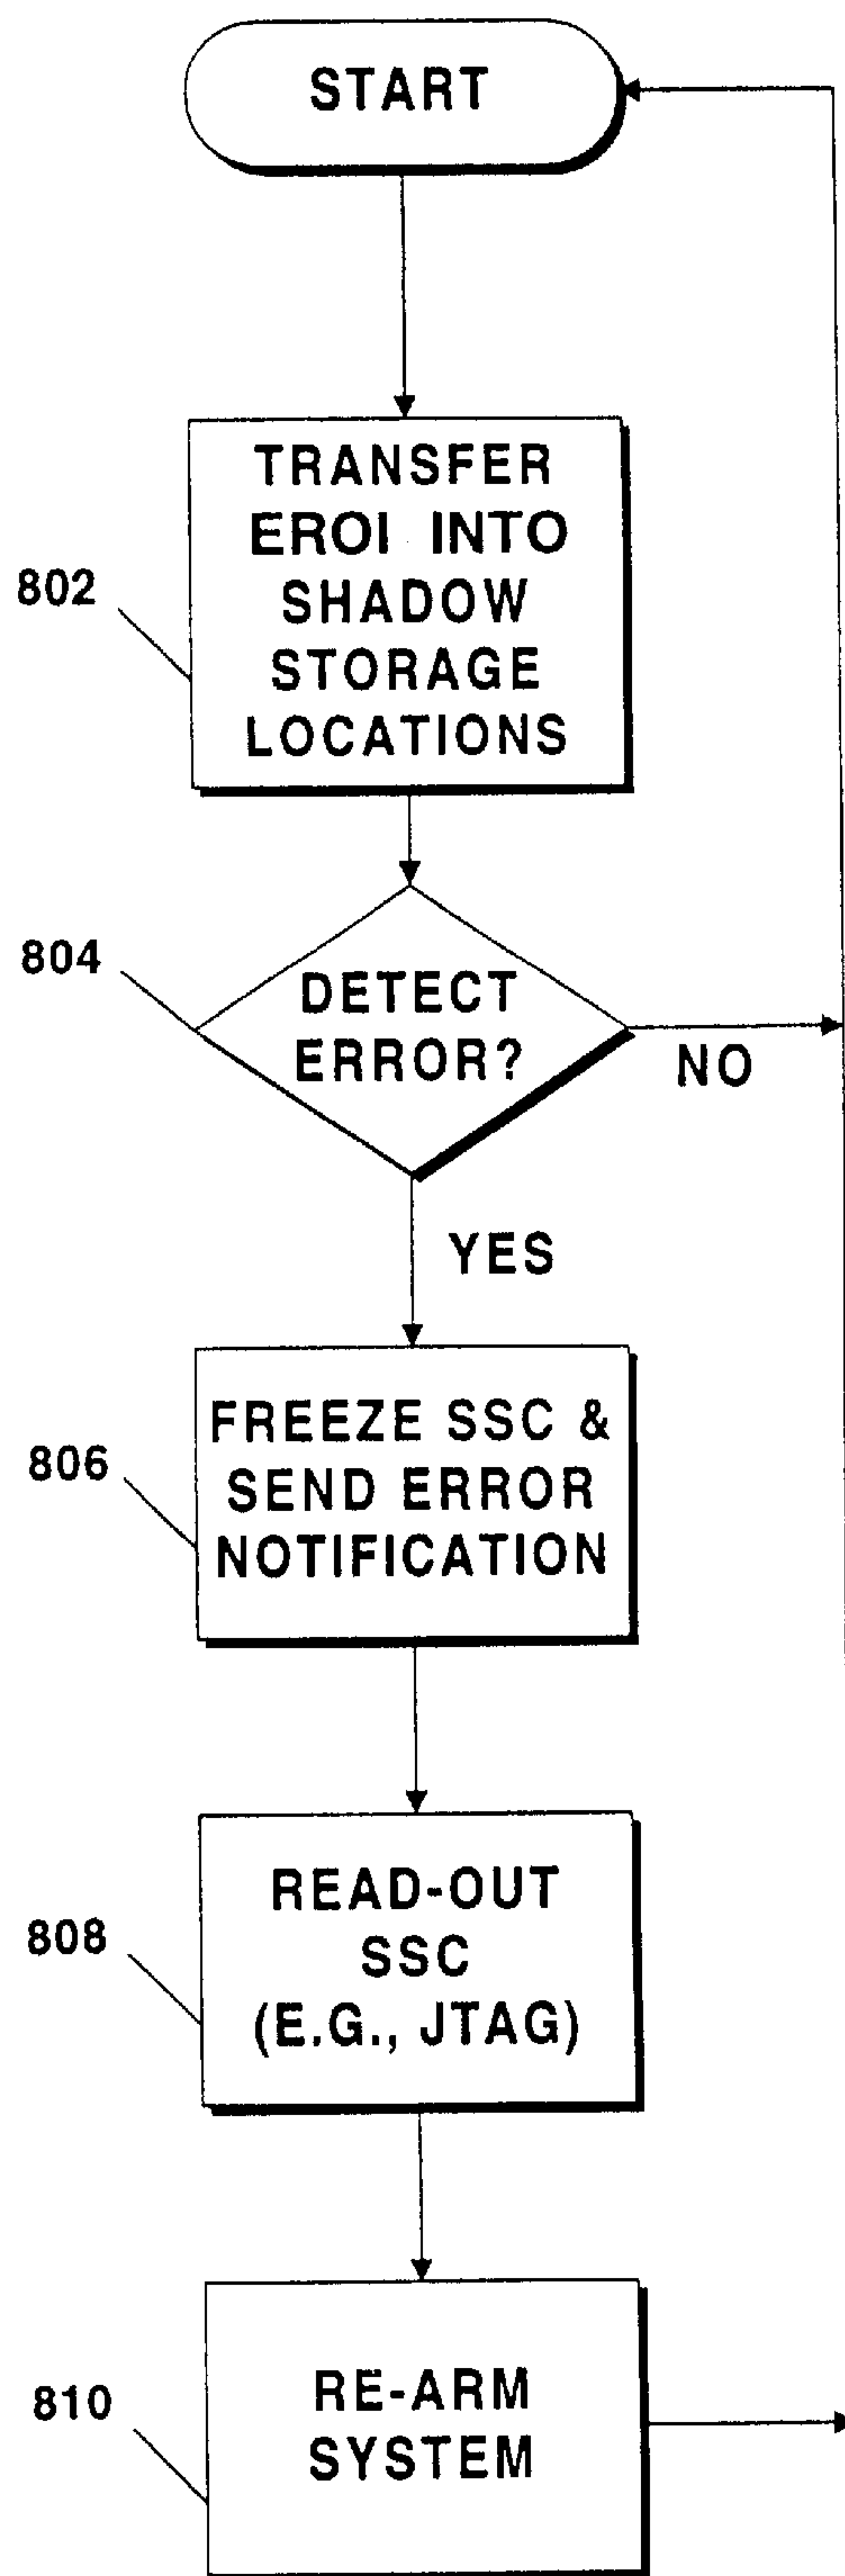 START
TRANSFER
EROI INTO
SHADOW
STORAGE
LOCATIONS
802
DETECT
ERROR?
804
NO
YES
FREEZE SSC &
SEND ERROR
NOTIFICATION
806
READ-OUT
SSC
(E.G., JTAG)
808
RE-ARM
SYSTEM
810